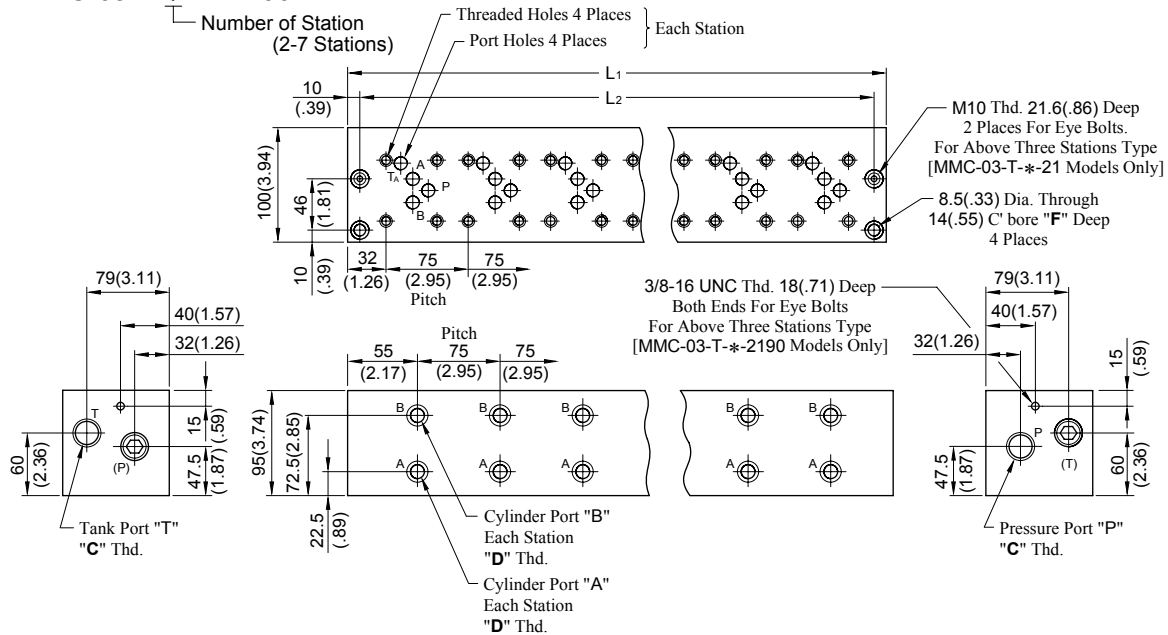 Number of Station
(2-7 Stations)
Threaded Holes 4 Places
Port Holes 4 Places
Each Station
L1
L2
10
(.39)
M10 Thd. 21.6(.86) Deep
2 Places For Eye Bolts.
For Above Three Stations Type
[MMC-03-T-*-21 Models Only]
8.5(.33) Dia. Through
14(.55) C' bore "F" Deep
4 Places
100(3.94)
46
(1.81)
10
(.39)
TA
A
P
B
32
(1.26)
75
(2.95)
75
(2.95)
Pitch
3/8-16 UNC Thd. 18(.71) Deep
Both Ends For Eye Bolts
For Above Three Stations Type
[MMC-03-T-*-2190 Models Only]
79(3.11)
40(1.57)
32(1.26)
T
(P)
15
(.59)
60
(2.36)
47.5
(1.87)
Tank Port "T"
"C" Thd.
Pitch
55
(2.17)
75
(2.95)
75
(2.95)
95(3.74)
72.5(2.85)
22.5
(.89)
B B B B B
A A A A A
Cylinder Port "B"
Each Station
"D" Thd.
Cylinder Port "A"
Each Station
"D" Thd.
79(3.11)
40(1.57)
32(1.26)
15
(.59)
P
(T)
47.5
(1.87)
60
(2.36)
Pressure Port "P"
"C" Thd.